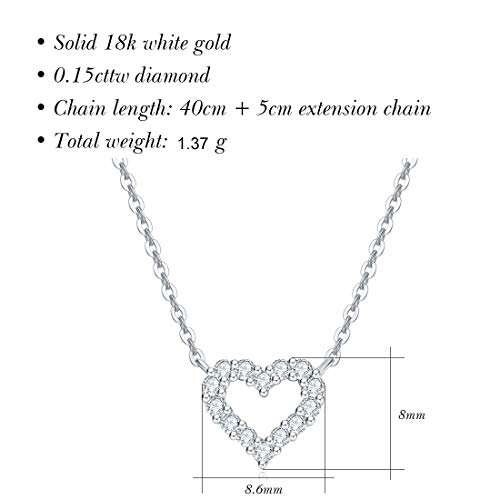 • Solid 18k white gold
• 0.15cttw diamond
• Chain length: 40cm + 5cm extension chain
• Total weight: 1.37 g
8mm
8.6mm